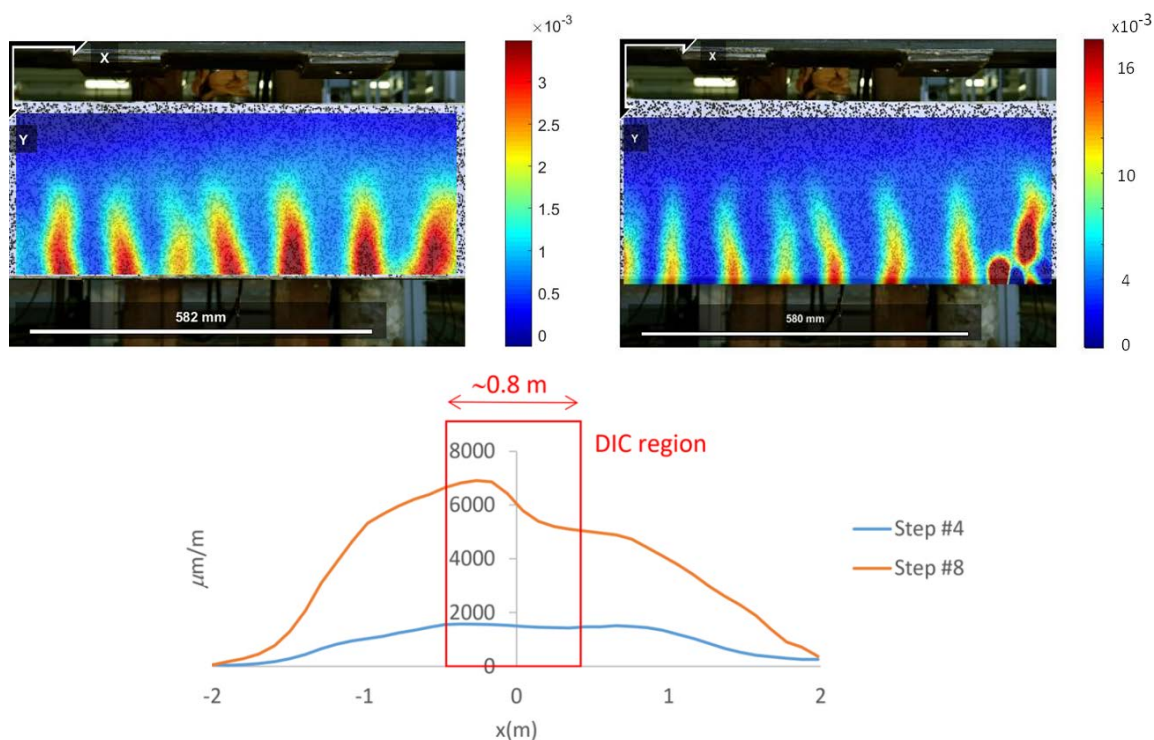 ×10⁻³
X
Y
3
2.5
2
1.5
1
0.5
0
582 mm
x10⁻³
X
Y
16
10
4
0
580 mm
~0.8 m
DIC region
8000
6000
4000
2000
0
μm/m
-2
-1
0
1
2
x(m)
Step #4
Step #8